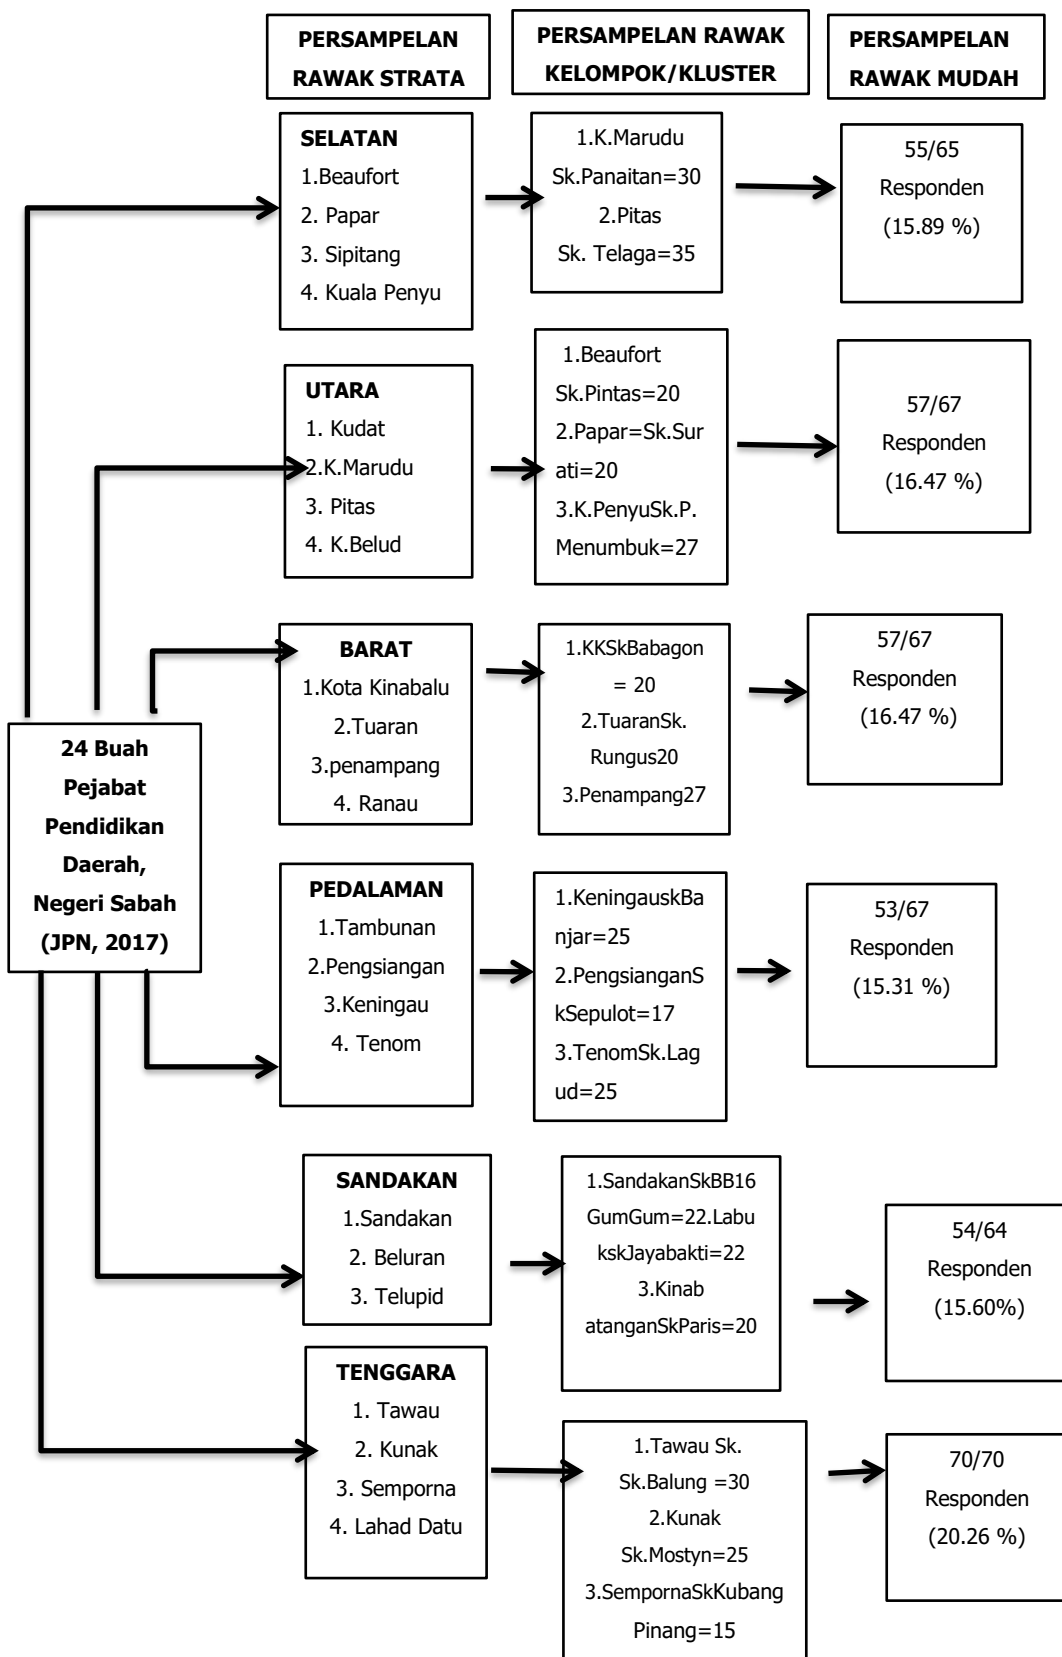 PERSAMPELAN
RAWAK STRATA
PERSAMPELAN RAWAK
KELOMPOK/KLUSTER
PERSAMPELAN
RAWAK MUDAH
24 Buah
Pejabat
Pendidikan
Daerah,
Negeri Sabah
(JPN, 2017)
SELATAN
1.Beaufort
2. Papar
3. Sipitang
4. Kuala Penyu
1.K.Marudu
Sk.Panaitan=30
2.Pitas
Sk. Telaga=35
55/65
Responden
(15.89 %)
UTARA
1. Kudat
2.K.Marudu
3. Pitas
4. K.Belud
1.Beaufort
Sk.Pintas=20
2.Papar=Sk.Sur
ati=20
3.K.PenyuSk.P.
Menumbuk=27
57/67
Responden
(16.47 %)
BARAT
1.Kota Kinabalu
2.Tuaran
3.penampang
4. Ranau
1.KKSkBabagon
= 20
2.TuaranSk.
Rungus20
3.Penampang27
57/67
Responden
(16.47 %)
PEDALAMAN
1.Tambunan
2.Pengsiangan
3.Keningau
4. Tenom
1.KeningauskBa
njar=25
2.PengsianganS
kSepulot=17
3.TenomSk.Lag
ud=25
53/67
Responden
(15.31 %)
SANDAKAN
1.Sandakan
2. Beluran
3. Telupid
1.SandakanSkBB16
GumGum=22.Labu
kskJayabakti=22
3.Kinab
atanganSkParis=20
54/64
Responden
(15.60%)
TENGGARA
1. Tawau
2. Kunak
3. Semporna
4. Lahad Datu
1.Tawau Sk.
Sk.Balung =30
2.Kunak
Sk.Mostyn=25
3.SempornaSkKubang
Pinang=15
70/70
Responden
(20.26 %)